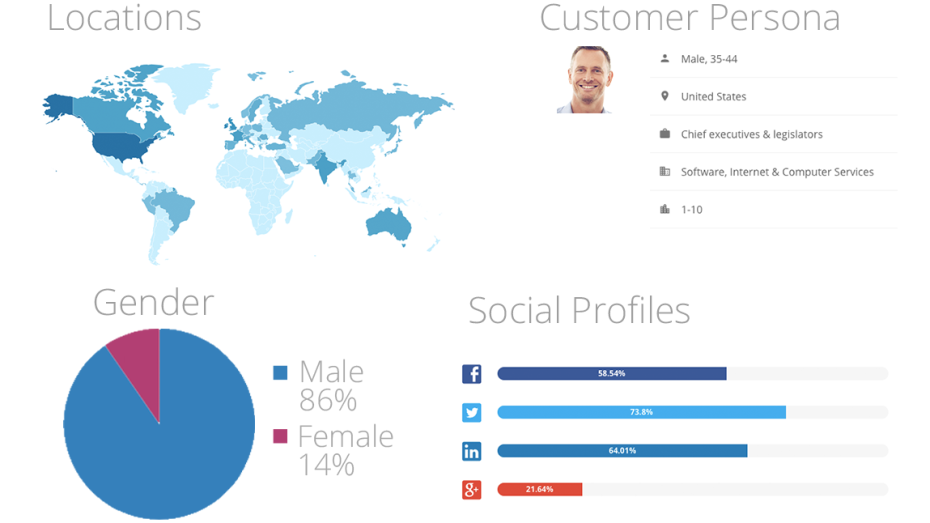 Locations
Customer Persona
Male, 35-44
United States
Chief executives & legislators
Software, Internet & Computer Services
1-10
Gender
Male
86%
Female
14%
Social Profiles
f 58.54%
73.8%
in 64.01%
g+ 21.64%